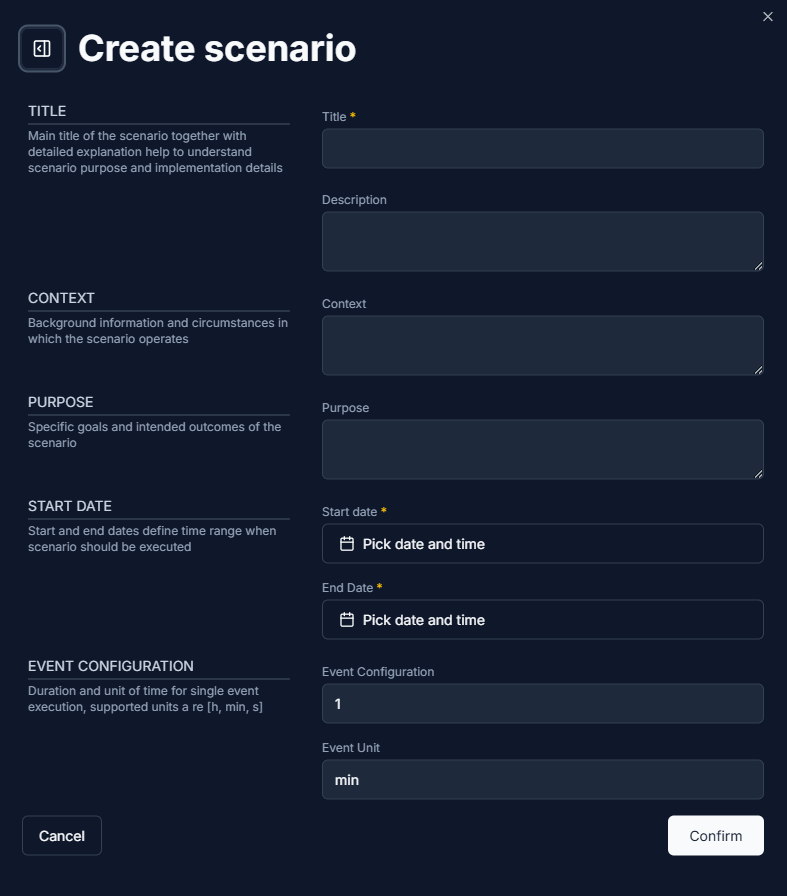 Create scenario
TITLE
Main title of the scenario together with
detailed explanation help to understand
scenario purpose and implementation details
Title *
Description
CONTEXT
Background information and circumstances in
which the scenario operates
Context
PURPOSE
Specific goals and intended outcomes of the
scenario
Purpose
START DATE
Start and end dates define time range when
scenario should be executed
Start date *
Pick date and time
End Date *
Pick date and time
EVENT CONFIGURATION
Duration and unit of time for single event
execution, supported units a re [h, min, s]
Event Configuration
1
Event Unit
min
Cancel
Confirm